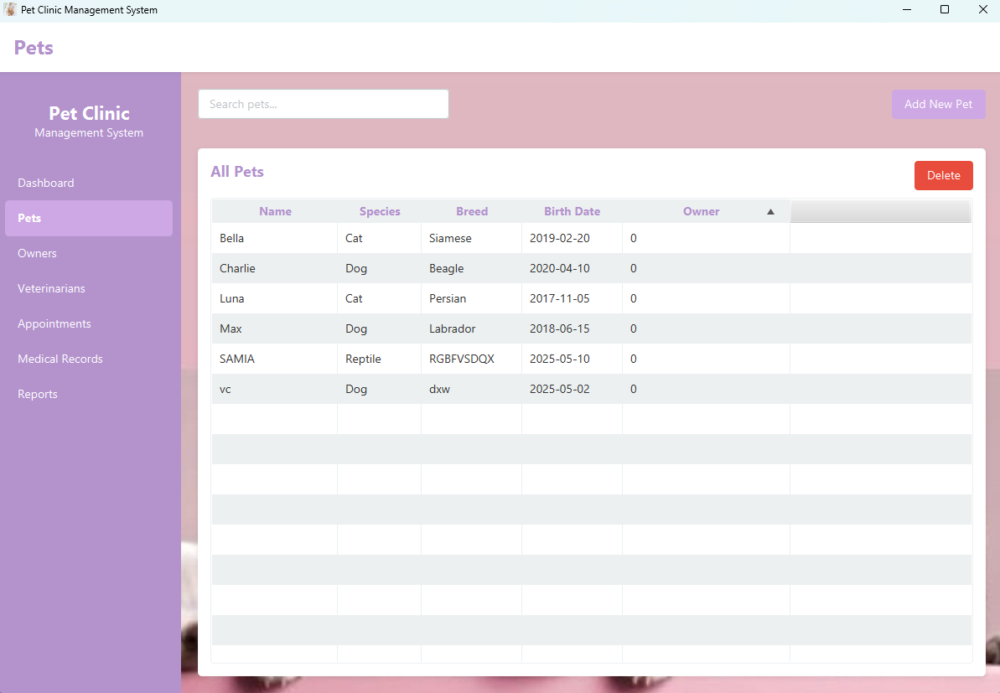 Pet Clinic Management System
Pets
Pet Clinic
Management System
Dashboard
Pets
Owners
Veterinarians
Appointments
Medical Records
Reports
Search pets...
Add New Pet
All Pets
Delete
Name Species Breed Birth Date Owner ▲
Bella Cat Siamese 2019-02-20 0
Charlie Dog Beagle 2020-04-10 0
Luna Cat Persian 2017-11-05 0
Max Dog Labrador 2018-06-15 0
SAMIA Reptile RGBFVSDQX 2025-05-10 0
vc Dog dxw 2025-05-02 0